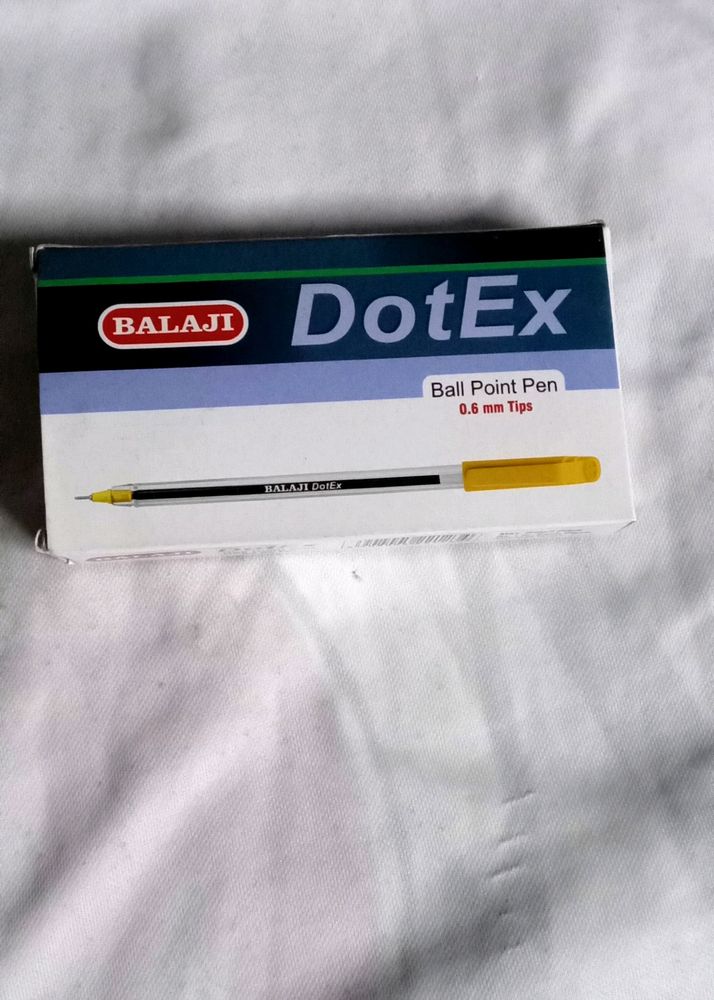 BALAJI
DotEx
Ball Point Pen
0.6 mm Tips
BALAJI DotEx